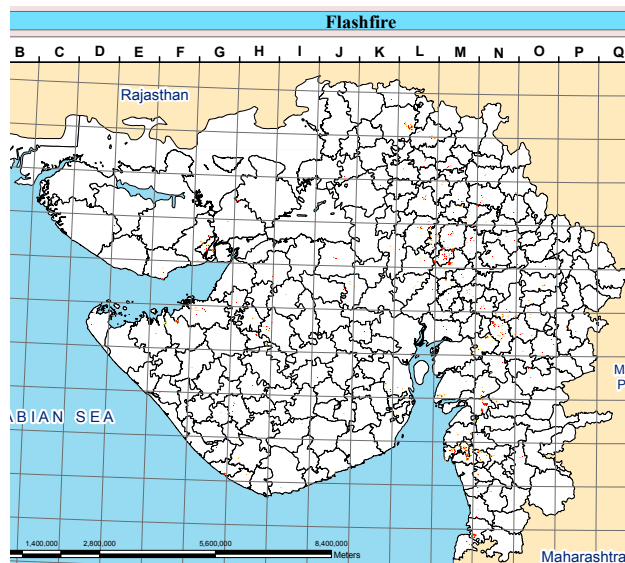 Flashfire
B C D E F G H I J K L M N O P Q
Rajasthan
M
P
ABIAN SEA
1,400,000 2,800,000 5,600,000 8,400,000
Meters
Maharashtra